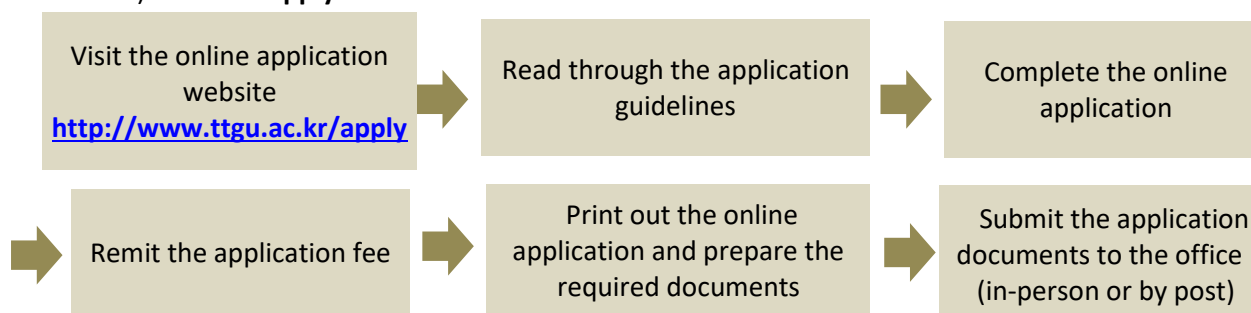 Visit the online application
website
http://www.ttgu.ac.kr/apply
Read through the application
guidelines
Complete the online
application
Remit the application fee
Print out the online
application and prepare the
required documents
Submit the application
documents to the office
(in-person or by post)